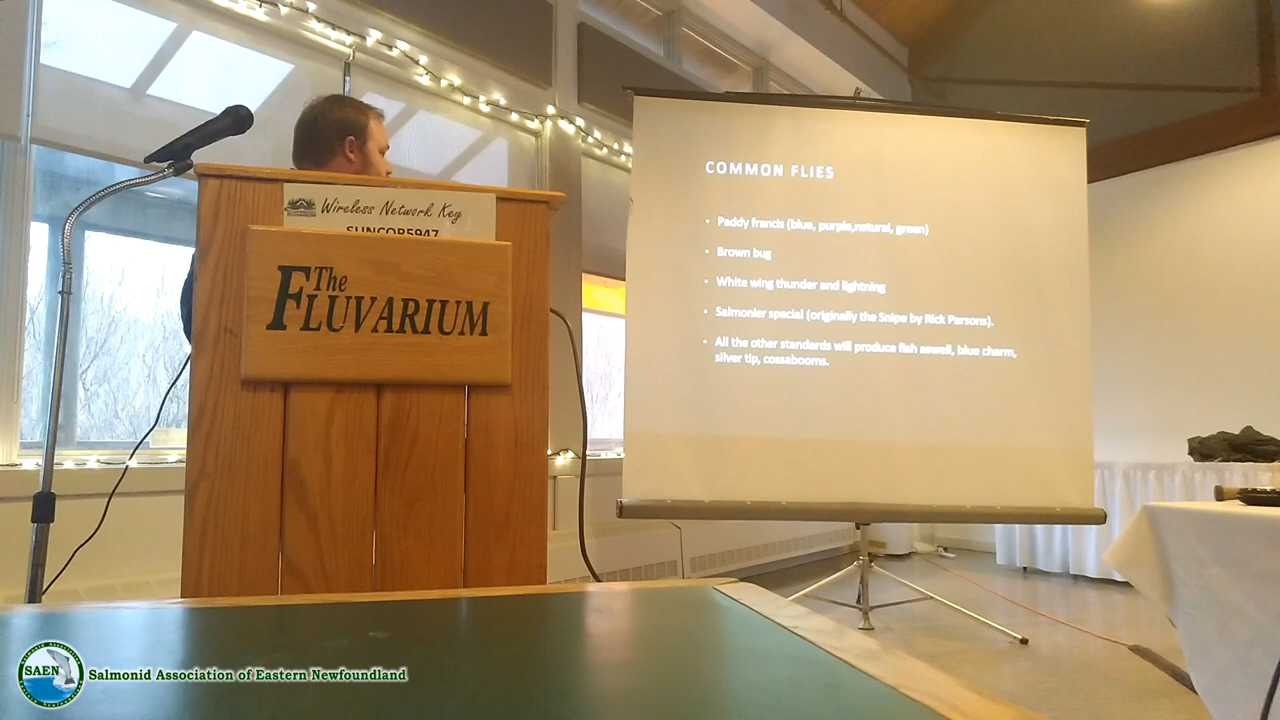 Wireless Network Key
SUNCOR5947
The
FLUVARIUM
COMMON FLIES
• Paddy francis (blue, purple,natural, green)
• Brown bug
• White wing thunder and lightning
• Salmonier special (originally the Snipe by Rick Parsons).
• All the other standards will produce fish aswell, blue charm,
silver tip, cossabooms.
SAEN
Salmonid Association of Eastern Newfoundland